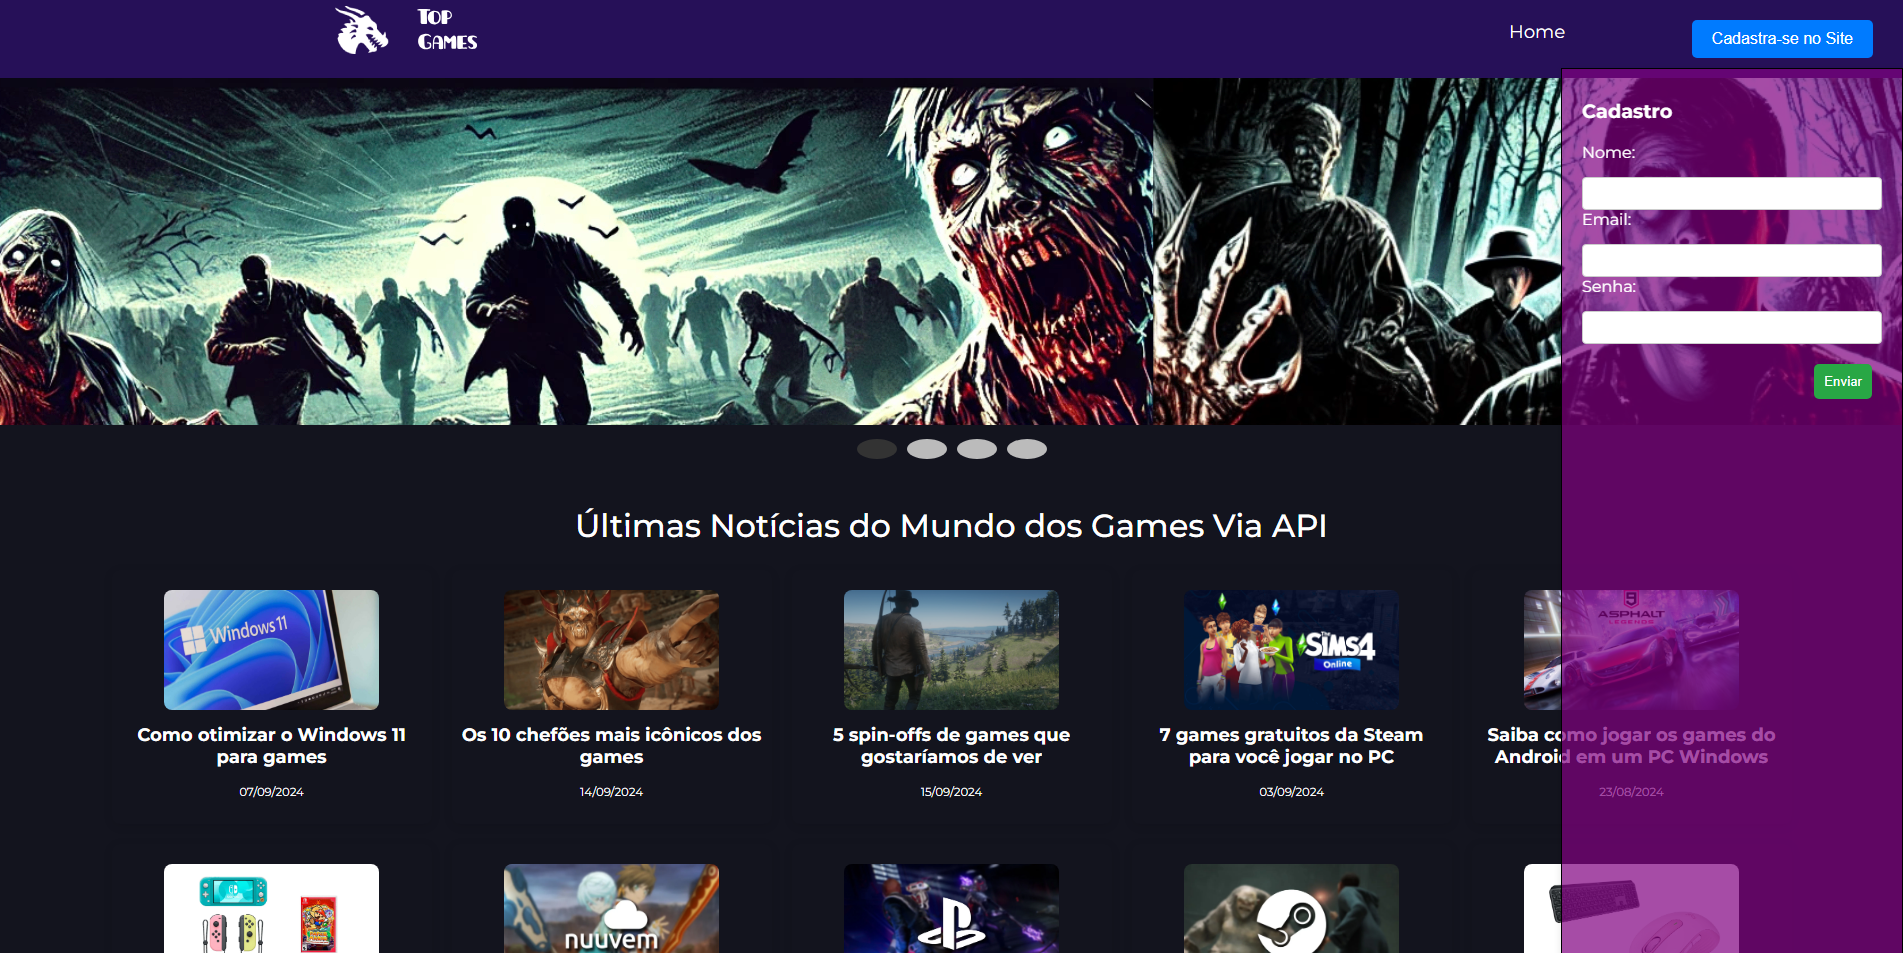 Top
Games
Home
Cadastra-se no Site
Cadastro
Nome:
Email:
Senha:
Enviar
Últimas Notícias do Mundo dos Games Via API
Windows 11
The
Sims 4
Online
9
ASPHALT
LEGENDS
Como otimizar o Windows 11
para games
07/09/2024
Os 10 chefões mais icônicos dos
games
14/09/2024
5 spin-offs de games que
gostaríamos de ver
15/09/2024
7 games gratuitos da Steam
para você jogar no PC
03/09/2024
Saiba como jogar os games do
Android em um PC Windows
23/08/2024
nuuvem